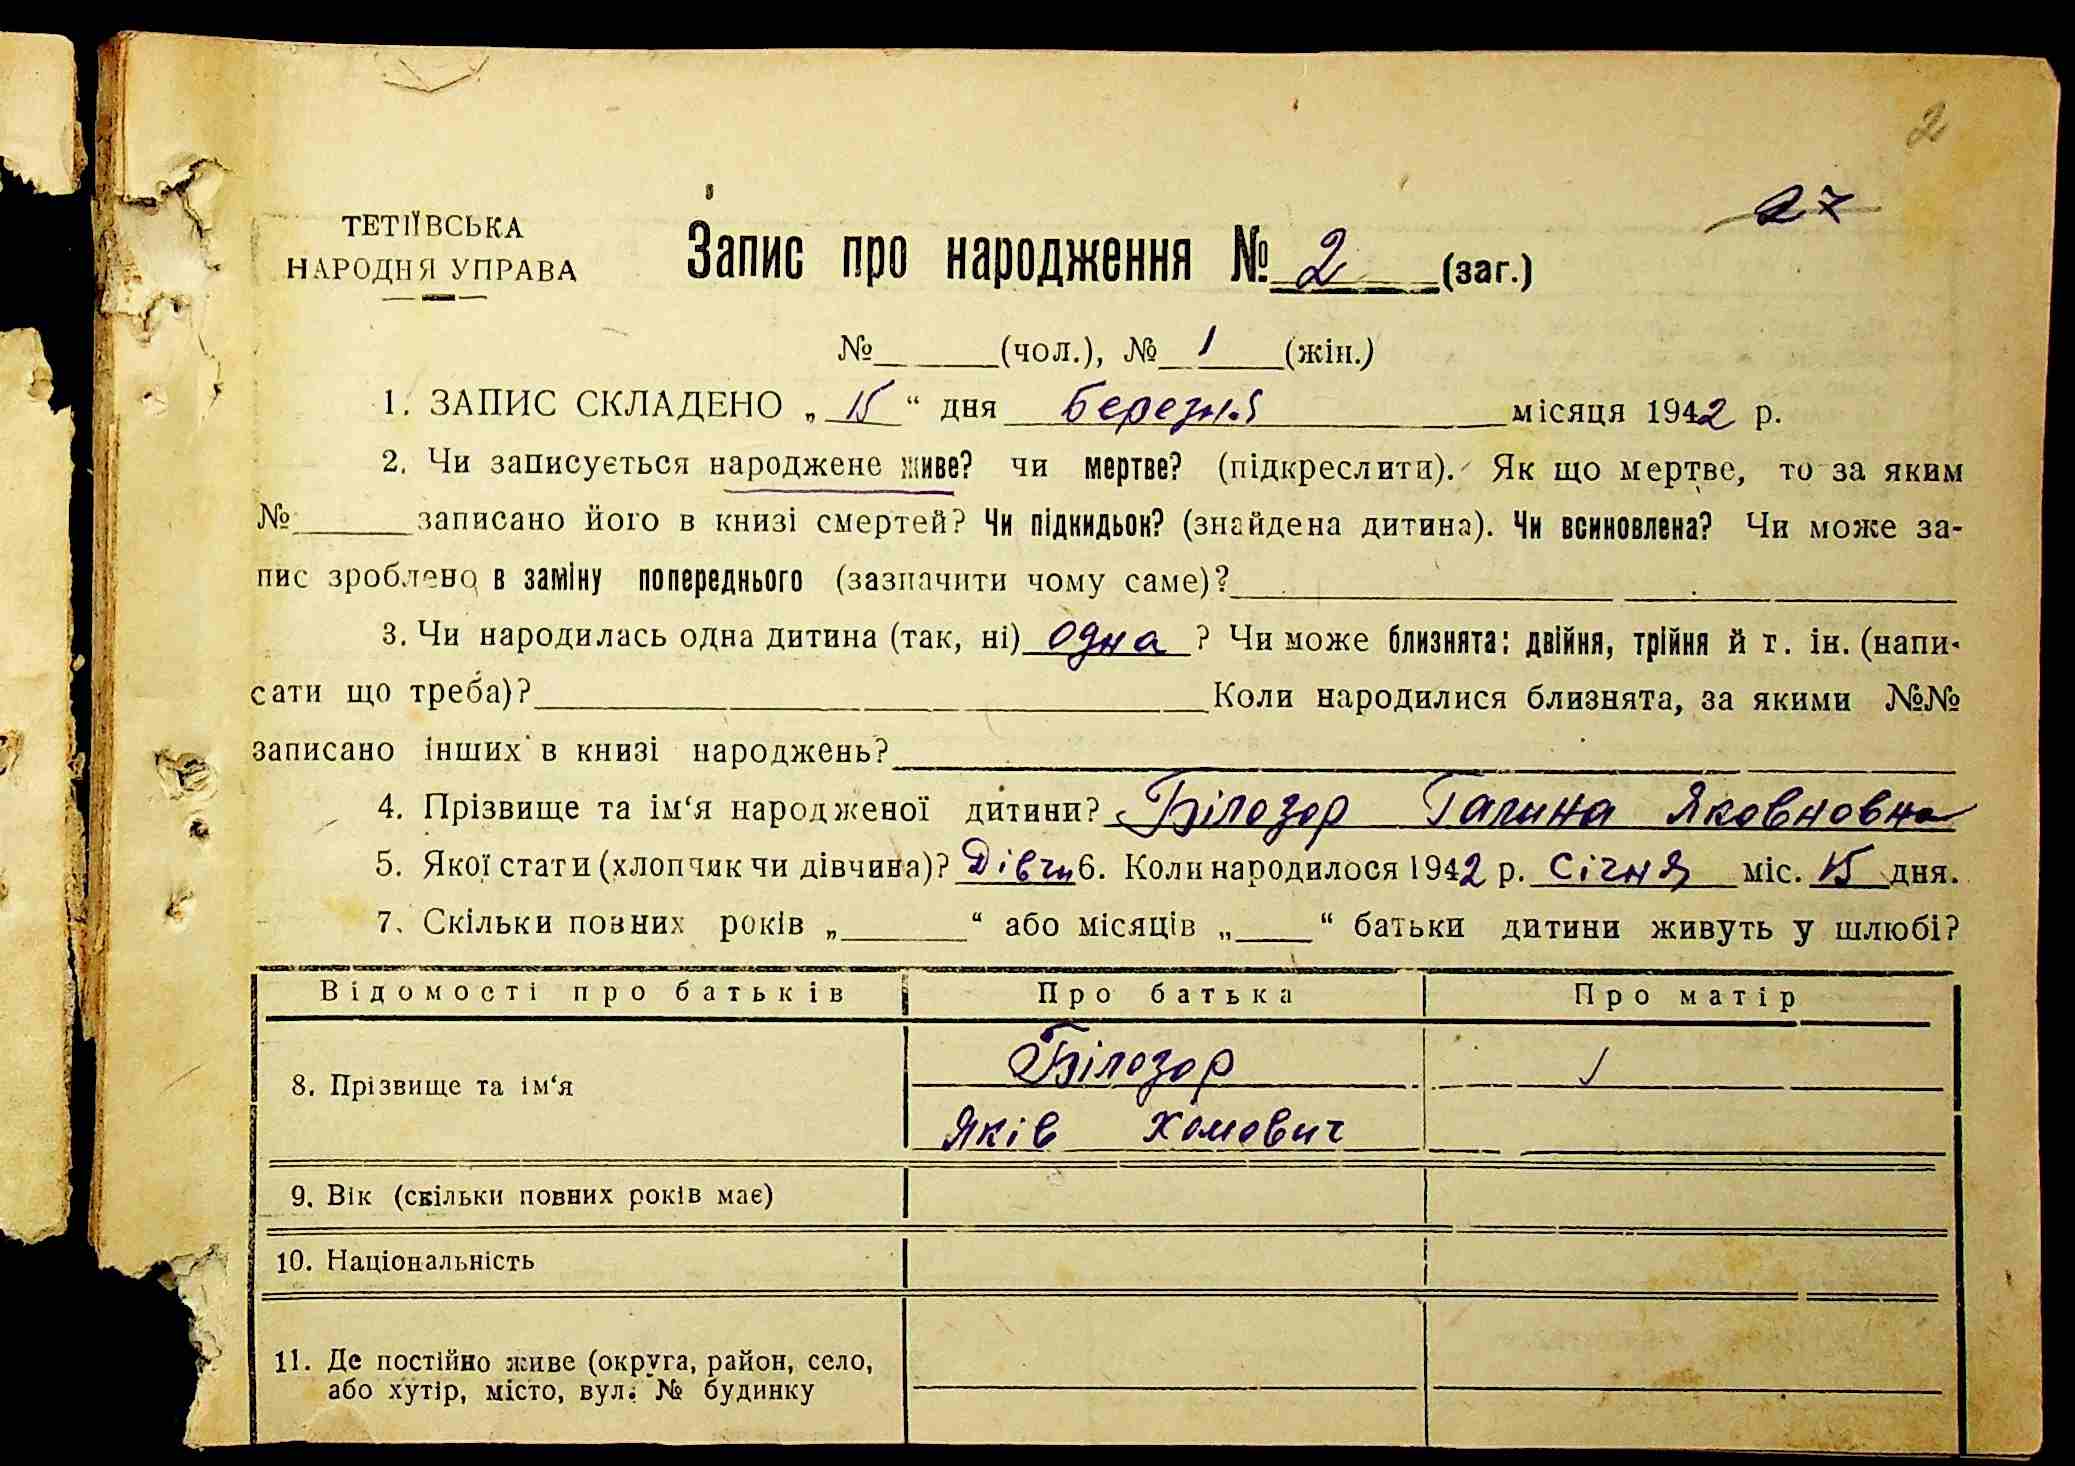 2
27
ТЕТІЇВСЬКА
НАРОДНЯ УПРАВА
Запис про народження № 2 (заг.)
№ (чол.), № 1 (жін.)
1. ЗАПИС СКЛАДЕНО „ 15 “ дня березня місяця 1942 р.
2. Чи записується народжене живе? чи мертве? (підкреслити). Як що мертве, то за яким
№ записано його в книзі смертей? Чи підкидьок? (знайдена дитина). Чи всиновлена? Чи може за-
пис зроблено в заміну попереднього (зазначити чому саме)?
3. Чи народилась одна дитина (так, ні) одна ? Чи може близнята: двійня, трійня й т. ін. (напи-
сати що треба)? Коли народилися близнята, за якими №№
записано інших в книзі народжень?
4. Прізвище та ім‘я народженої дитини? Білозор Галина Яковновна
5. Якої стати (хлопчик чи дівчина)? Дівчи 6. Коли народилося 1942 р. Січня міс. 15 дня.
7. Скільки повних років „ “ або місяців „ “ батьки дитини живуть у шлюбі?
Відомості про батьків Про батька Про матір
8. Прізвище та ім‘я Білозор
Яків Хомович
9. Вік (скільки повних років має)
10. Національність
11. Де постійно живе (округа, район, село,
або хутір, місто, вул. № будинку